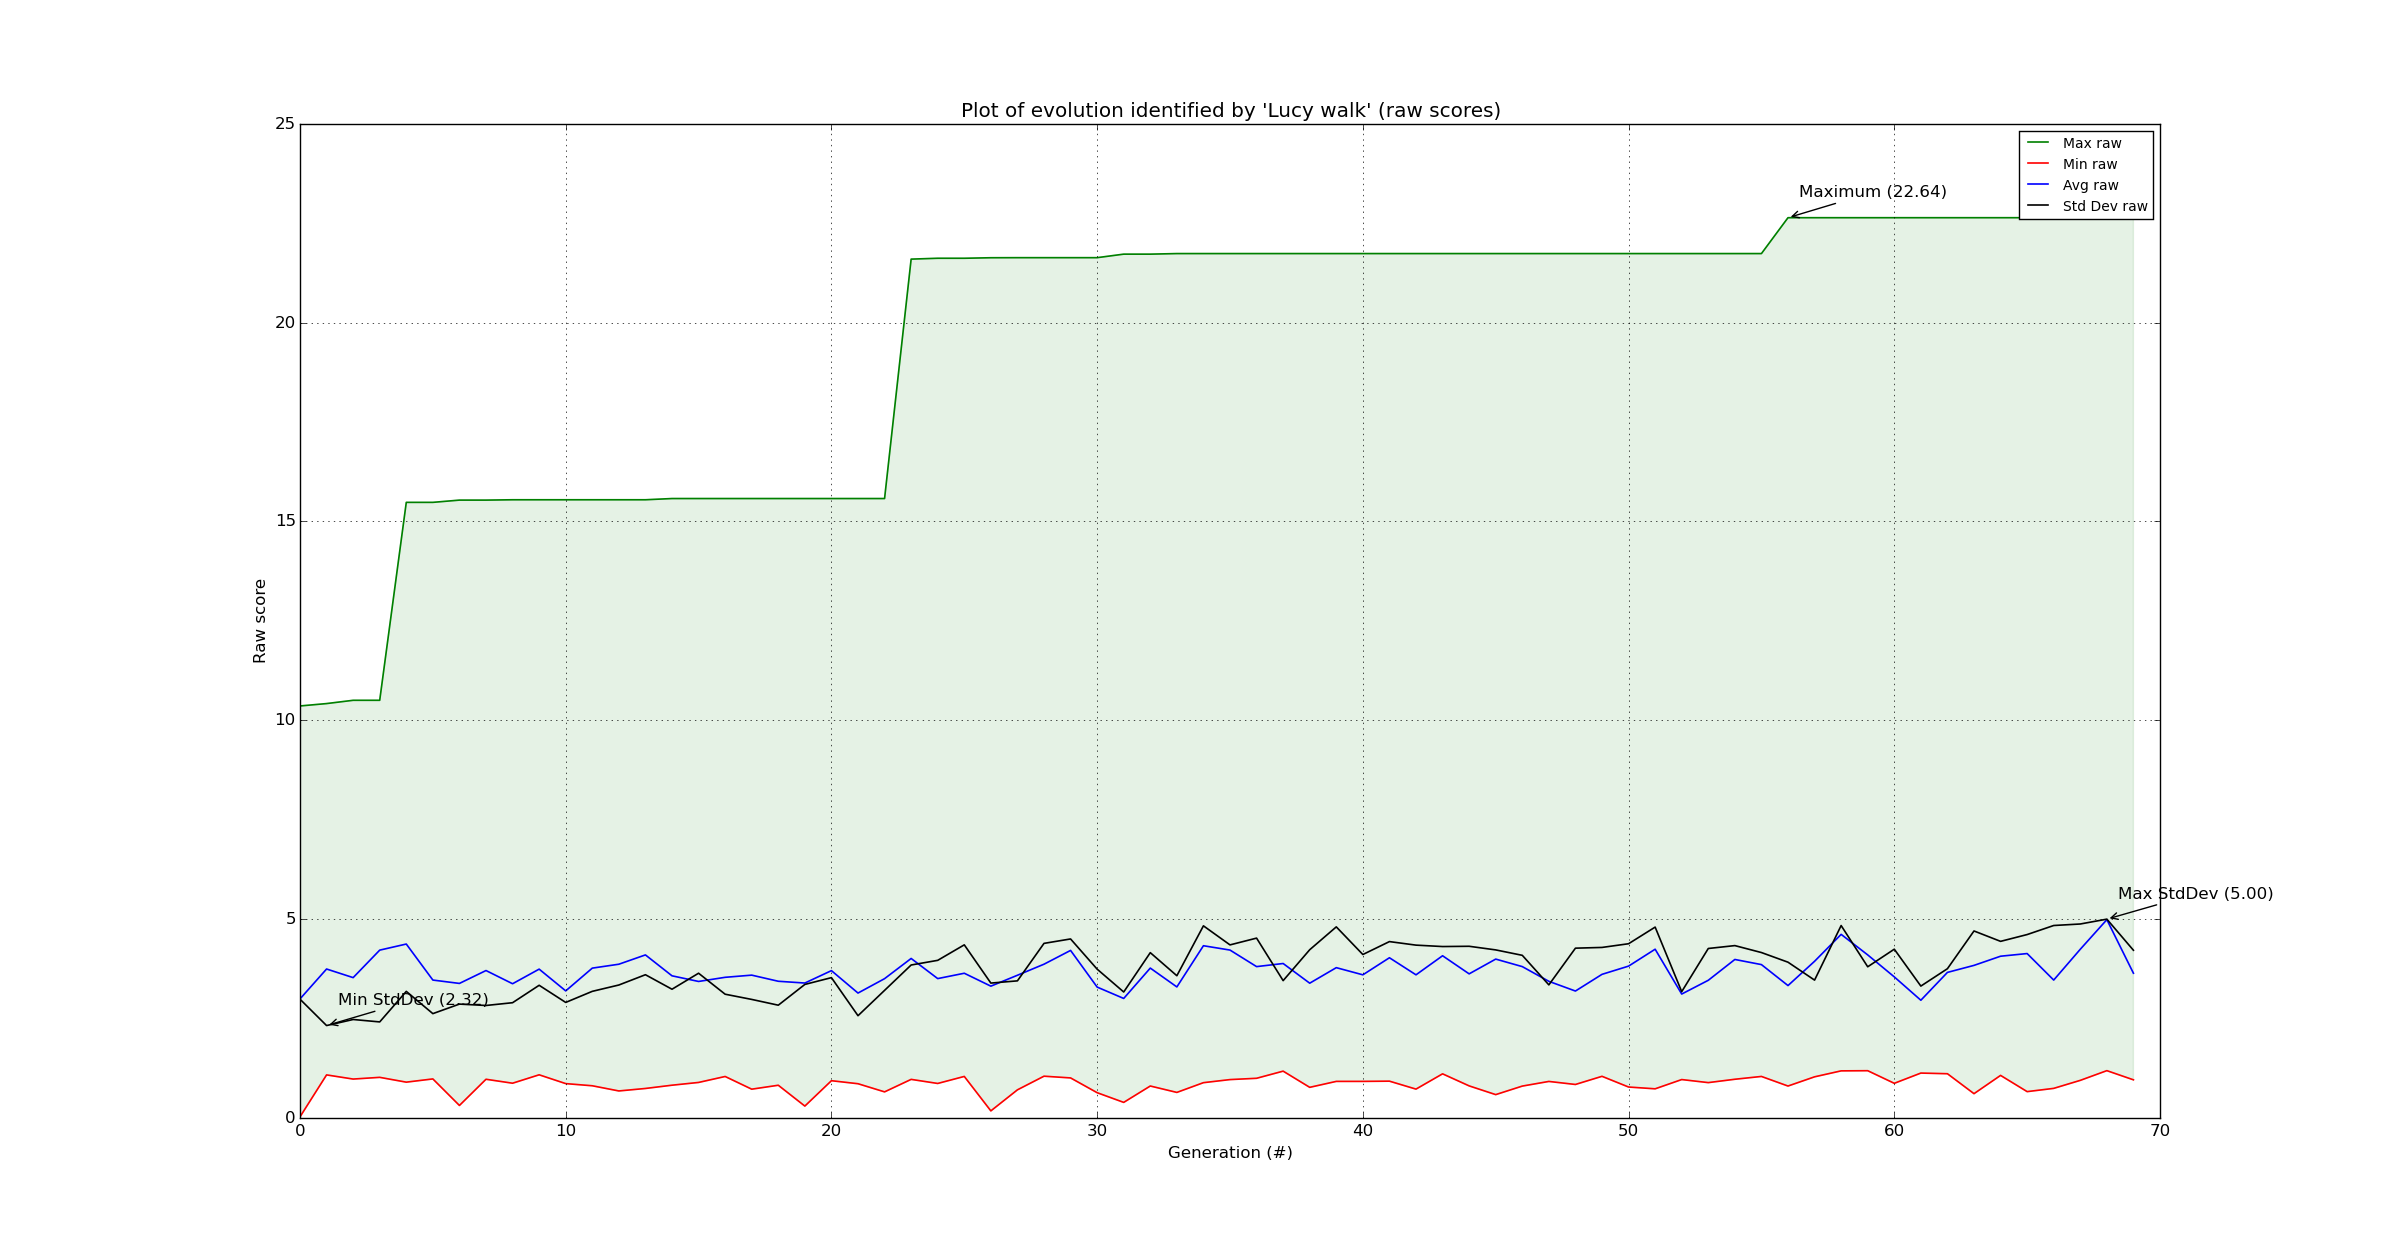 Plot of evolution identified by 'Lucy walk' (raw scores)
25
20
15
10
5
0
Raw score
Max raw
Min raw
Avg raw
Std Dev raw
Maximum (22.64)
Max StdDev (5.00)
Min StdDev (2.32)
0 10 20 30 40 50 60 70
Generation (#)